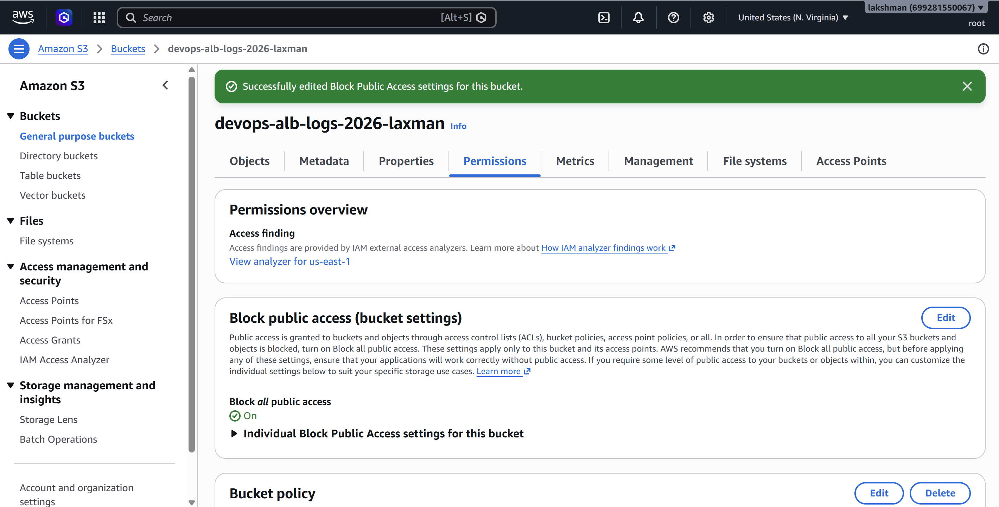 aws
Search
[Alt+S]
United States (N. Virginia)
lakshman (699281550067)
root
Amazon S3
Buckets
devops-alb-logs-2026-laxman
Amazon S3
Buckets
General purpose buckets
Directory buckets
Table buckets
Vector buckets
Files
File systems
Access management and
security
Access Points
Access Points for FSx
Access Grants
IAM Access Analyzer
Storage management and
insights
Storage Lens
Batch Operations
Account and organization
settings
Successfully edited Block Public Access settings for this bucket.
devops-alb-logs-2026-laxman Info
Objects
Metadata
Properties
Permissions
Metrics
Management
File systems
Access Points
Permissions overview
Access finding
Access findings are provided by IAM external access analyzers. Learn more about How IAM analyzer findings work
View analyzer for us-east-1
Block public access (bucket settings)
Edit
Public access is granted to buckets and objects through access control lists (ACLs), bucket policies, access point policies, or all. In order to ensure that public access to all your S3 buckets and
objects is blocked, turn on Block all public access. These settings apply only to this bucket and its access points. AWS recommends that you turn on Block all public access, but before applying
any of these settings, ensure that your applications will work correctly without public access. If you require some level of public access to your buckets or objects within, you can customize the
individual settings below to suit your specific storage use cases. Learn more
Block all public access
On
Individual Block Public Access settings for this bucket
Bucket policy
Edit
Delete